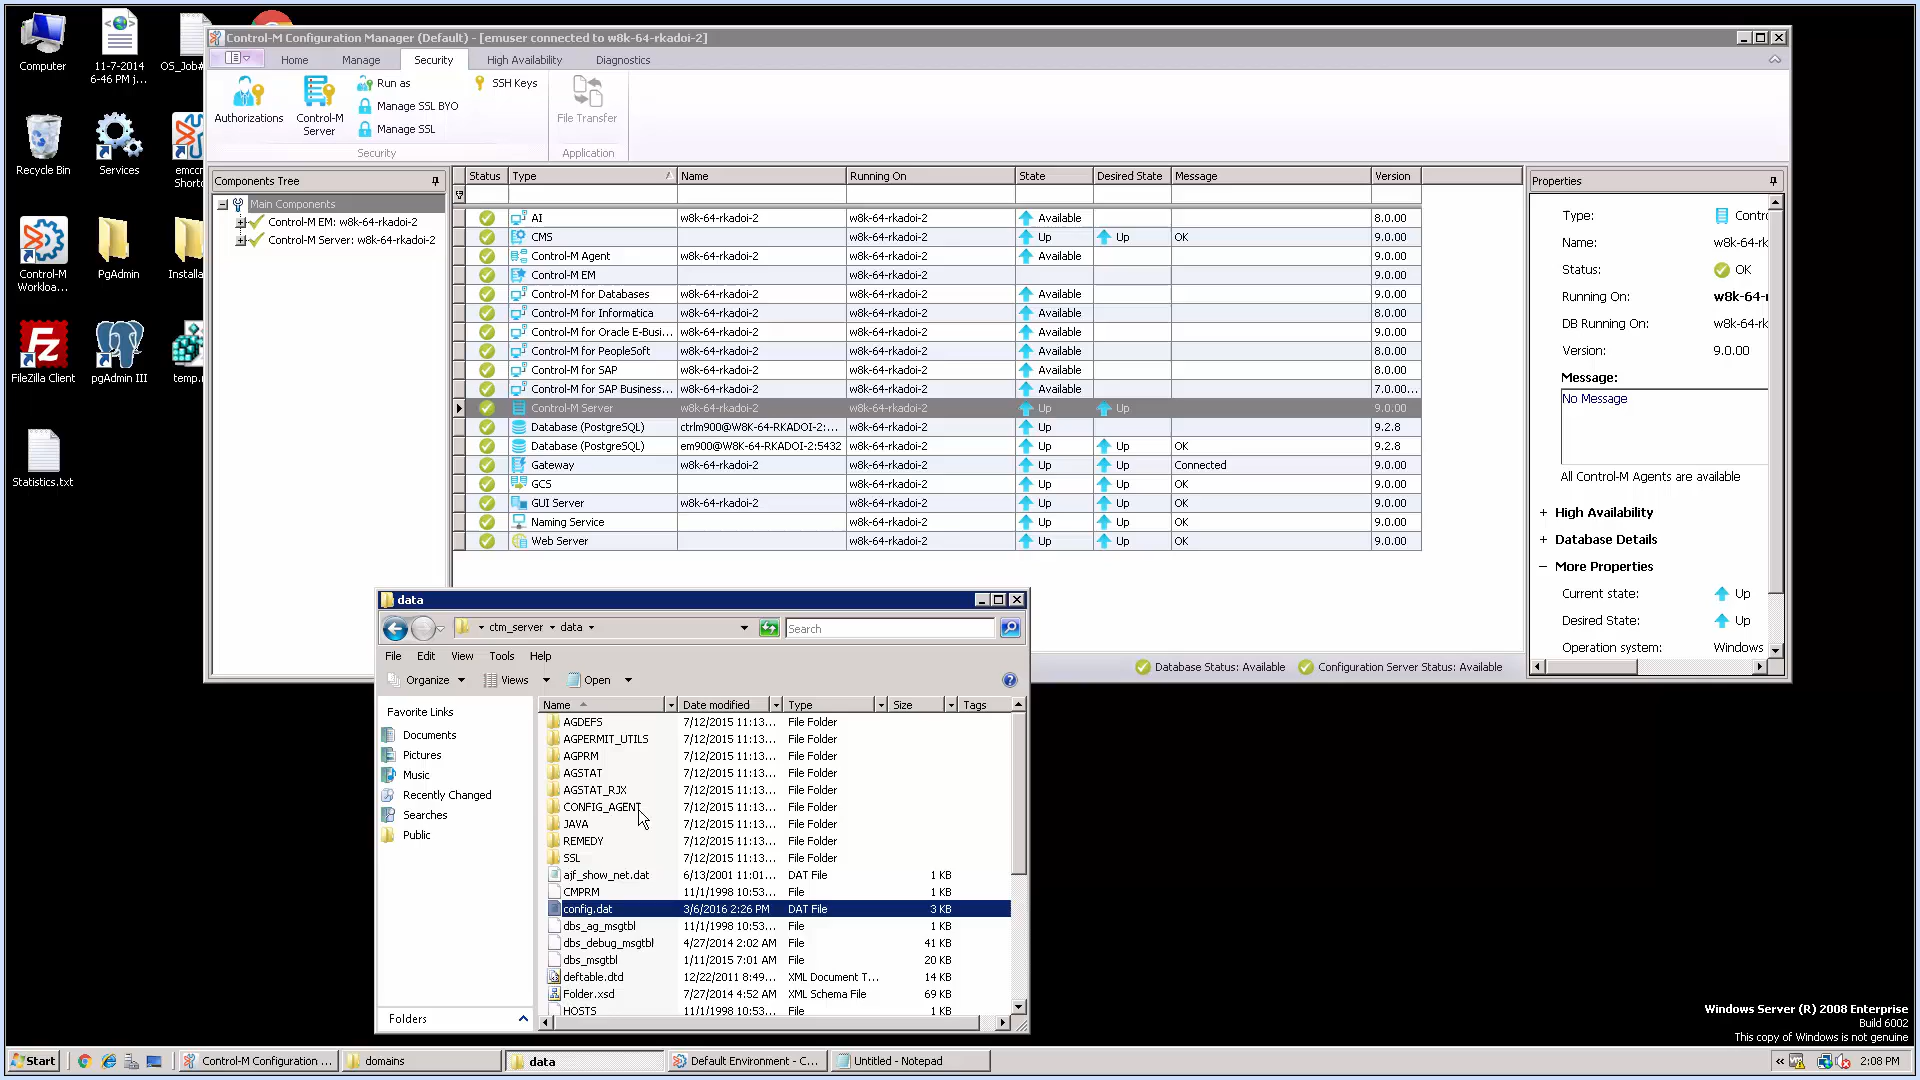 Computer
11-7-2014
6-46 PM j...
OS_Job#
Recycle Bin
Services
emcc
Short
Control-M
Workloa...
PgAdmin
Installa
FileZilla Client
pgAdmin III
Statistics.txt
Control-M Configuration Manager (Default) - [emuser connected to w8k-64-rkadoi-2]
Home Manage Security High Availability Diagnostics
Authorizations
Control-M
Server
Run as
Manage SSL BYO
Manage SSL
SSH Keys
Security
File Transfer
Application
Components Tree
Main Components
Control-M EM: w8k-64-rkadoi-2
Control-M Server: w8k-64-rkadoi-2
Status Type Name Running On State Desired State Message Version
AI w8k-64-rkadoi-2 w8k-64-rkadoi-2 Available 8.0.00
CMS w8k-64-rkadoi-2 Up Up OK 9.0.00
Control-M Agent w8k-64-rkadoi-2 w8k-64-rkadoi-2 Available 9.0.00
Control-M EM w8k-64-rkadoi-2 9.0.00
Control-M for Databases w8k-64-rkadoi-2 w8k-64-rkadoi-2 Available 9.0.00
Control-M for Informatica w8k-64-rkadoi-2 w8k-64-rkadoi-2 Available 8.0.00
Control-M for Oracle E-Busi... w8k-64-rkadoi-2 w8k-64-rkadoi-2 Available 9.0.00
Control-M for PeopleSoft w8k-64-rkadoi-2 w8k-64-rkadoi-2 Available 8.0.00
Control-M for SAP w8k-64-rkadoi-2 w8k-64-rkadoi-2 Available 8.0.00
Control-M for SAP Business... w8k-64-rkadoi-2 w8k-64-rkadoi-2 Available 7.0.00...
Control-M Server w8k-64-rkadoi-2 w8k-64-rkadoi-2 Up Up 9.0.00
Database (PostgreSQL) ctrlm900@W8K-64-RKADOI-2:... w8k-64-rkadoi-2 Up 9.2.8
Database (PostgreSQL) em900@W8K-64-RKADOI-2:5432 w8k-64-rkadoi-2 Up Up OK 9.2.8
Gateway w8k-64-rkadoi-2 w8k-64-rkadoi-2 Up Up Connected 9.0.00
GCS w8k-64-rkadoi-2 Up Up OK 9.0.00
GUI Server w8k-64-rkadoi-2 w8k-64-rkadoi-2 Up Up OK 9.0.00
Naming Service w8k-64-rkadoi-2 Up Up OK 9.0.00
Web Server w8k-64-rkadoi-2 Up Up OK 9.0.00
Database Status: Available Configuration Server Status: Available
Properties
Type: Contro
Name: w8k-64-rk
Status: OK
Running On: w8k-64-r
DB Running On: w8k-64-rk
Version: 9.0.00
Message:
No Message
All Control-M Agents are available
+ High Availability
+ Database Details
− More Properties
Current state: Up
Desired State: Up
Operation system: Windows
data
ctm_server data
Search
File Edit View Tools Help
Organize Views Open
Favorite Links
Documents
Pictures
Music
Recently Changed
Searches
Public
Folders
Name Date modified Type Size Tags
AGDEFS 7/12/2015 11:13... File Folder
AGPERMIT_UTILS 7/12/2015 11:13... File Folder
AGPRM 7/12/2015 11:13... File Folder
AGSTAT 7/12/2015 11:13... File Folder
AGSTAT_RJX 7/12/2015 11:13... File Folder
CONFIG_AGENT 7/12/2015 11:13... File Folder
JAVA 7/12/2015 11:13... File Folder
REMEDY 7/12/2015 11:13... File Folder
SSL 7/12/2015 11:13... File Folder
ajf_show_net.dat 6/13/2001 11:01... DAT File 1 KB
CMPRM 11/1/1998 10:53... File 1 KB
config.dat 3/6/2016 2:26 PM DAT File 3 KB
dbs_ag_msgtbl 11/1/1998 10:53... File 1 KB
dbs_debug_msgtbl 4/27/2014 2:02 AM File 41 KB
dbs_msgtbl 1/11/2015 7:01 AM File 20 KB
deftable.dtd 12/22/2011 8:49... XML Document T... 14 KB
Folder.xsd 7/27/2014 4:52 AM XML Schema File 69 KB
HOSTS 11/1/1998 10:53... File 1 KB
Windows Server (R) 2008 Enterprise
Build 6002
This copy of Windows is not genuine
Start Control-M Configuration ... domains data Default Environment - C... Untitled - Notepad « 2:08 PM